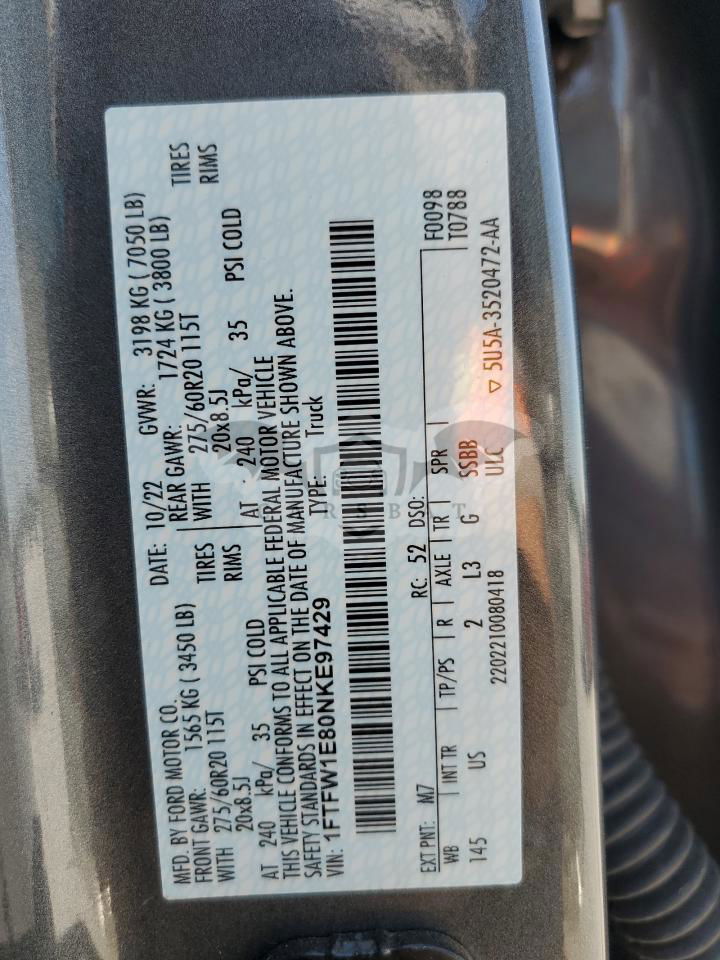 MFD. BY FORD MOTOR CO. DATE: 10/22 GVWR: 3198 KG ( 7050 LB)
FRONT GAWR: 1565 KG ( 3450 LB) REAR GAWR: 1724 KG ( 3800 LB)
WITH 275/60R20 115T TIRES WITH 275/60R20 115T TIRES
20x8.5J RIMS 20x8.5J RIMS
AT 240 kPa/ 35 PSI COLD AT 240 kPa/ 35 PSI COLD
THIS VEHICLE CONFORMS TO ALL APPLICABLE FEDERAL MOTOR VEHICLE
SAFETY STANDARDS IN EFFECT ON THE DATE OF MANUFACTURE SHOWN ABOVE.
VIN: 1FTFW1E80NKE97429 TYPE: Truck
EXT PNT: M7 RC: 52 DSO: F0098
WB INT TR TP/PS R AXLE TR SPR T0788
145 US 2 L3 G SSBB
ULC
2202210080418 ▽ 5U5A-3520472-AA